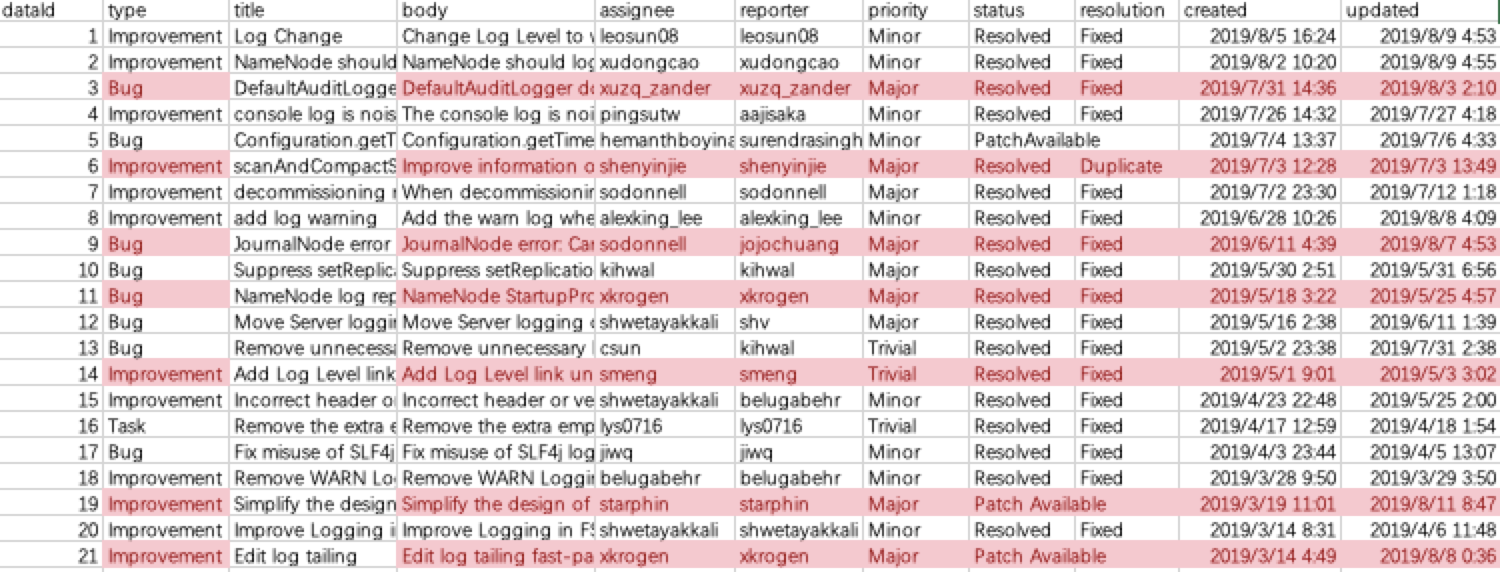 dataId type title body assignee reporter priority status resolution created updated
1 Improvement Log Change Change Log Level to leosun08 leosun08 Minor Resolved Fixed 2019/8/5 16:24 2019/8/9 4:53
2 Improvement NameNode should NameNode should log xudongcao xudongcao Minor Resolved Fixed 2019/8/2 10:20 2019/8/9 4:55
3 Bug DefaultAuditLogge DefaultAuditLogger do xuzq_zander xuzq_zander Major Resolved Fixed 2019/7/31 14:36 2019/8/3 2:10
4 Improvement console log is nois The console log is noi pingsutw aajisaka Minor Resolved Fixed 2019/7/26 14:32 2019/7/27 4:18
5 Bug Configuration.getT Configuration.getTime hemanthboyina surendrasingh Minor PatchAvailable 2019/7/4 13:37 2019/7/6 4:33
6 Improvement scanAndCompactS Improve information o shenyinjie shenyinjie Major Resolved Duplicate 2019/7/3 12:28 2019/7/3 13:49
7 Improvement decommissioning When decommissionin sodonnell sodonnell Major Resolved Fixed 2019/7/2 23:30 2019/7/12 1:18
8 Improvement add log warning Add the warn log whe alexking_lee alexking_lee Minor Resolved Fixed 2019/6/28 10:26 2019/8/8 4:09
9 Bug JournalNode error JournalNode error: Can sodonnell jojochuang Major Resolved Fixed 2019/6/11 4:39 2019/8/7 4:53
10 Bug Suppress setReplica Suppress setReplicatio kihwal kihwal Major Resolved Fixed 2019/5/30 2:51 2019/5/31 6:56
11 Bug NameNode log rep NameNode StartupPro xkrogen xkrogen Major Resolved Fixed 2019/5/18 3:22 2019/5/25 4:57
12 Bug Move Server loggin Move Server logging shwetayakkali shv Major Resolved Fixed 2019/5/16 2:38 2019/6/11 1:39
13 Bug Remove unnecessa Remove unnecessary csun kihwal Trivial Resolved Fixed 2019/5/2 23:38 2019/7/31 2:38
14 Improvement Add Log Level link Add Log Level link un smeng smeng Trivial Resolved Fixed 2019/5/1 9:01 2019/5/3 3:02
15 Improvement Incorrect header o Incorrect header or ve shwetayakkali belugabehr Minor Resolved Fixed 2019/4/23 22:48 2019/5/25 2:00
16 Task Remove the extra e Remove the extra emp lys0716 lys0716 Trivial Resolved Fixed 2019/4/17 12:59 2019/4/18 1:54
17 Bug Fix misuse of SLF4j Fix misuse of SLF4j log jiwq jiwq Major Resolved Fixed 2019/4/3 23:44 2019/4/5 13:07
18 Improvement Remove WARN Lo Remove WARN Loggin belugabehr belugabehr Minor Resolved Fixed 2019/3/28 9:50 2019/3/29 3:50
19 Improvement Simplify the design Simplify the design of starphin starphin Major Patch Available 2019/3/19 11:01 2019/8/11 8:47
20 Improvement Improve Logging i Improve Logging in FS shwetayakkali shwetayakkali Minor Resolved Fixed 2019/3/14 8:31 2019/4/6 11:48
21 Improvement Edit log tailing Edit log tailing fast-pa xkrogen xkrogen Major Patch Available 2019/3/14 4:49 2019/8/8 0:36